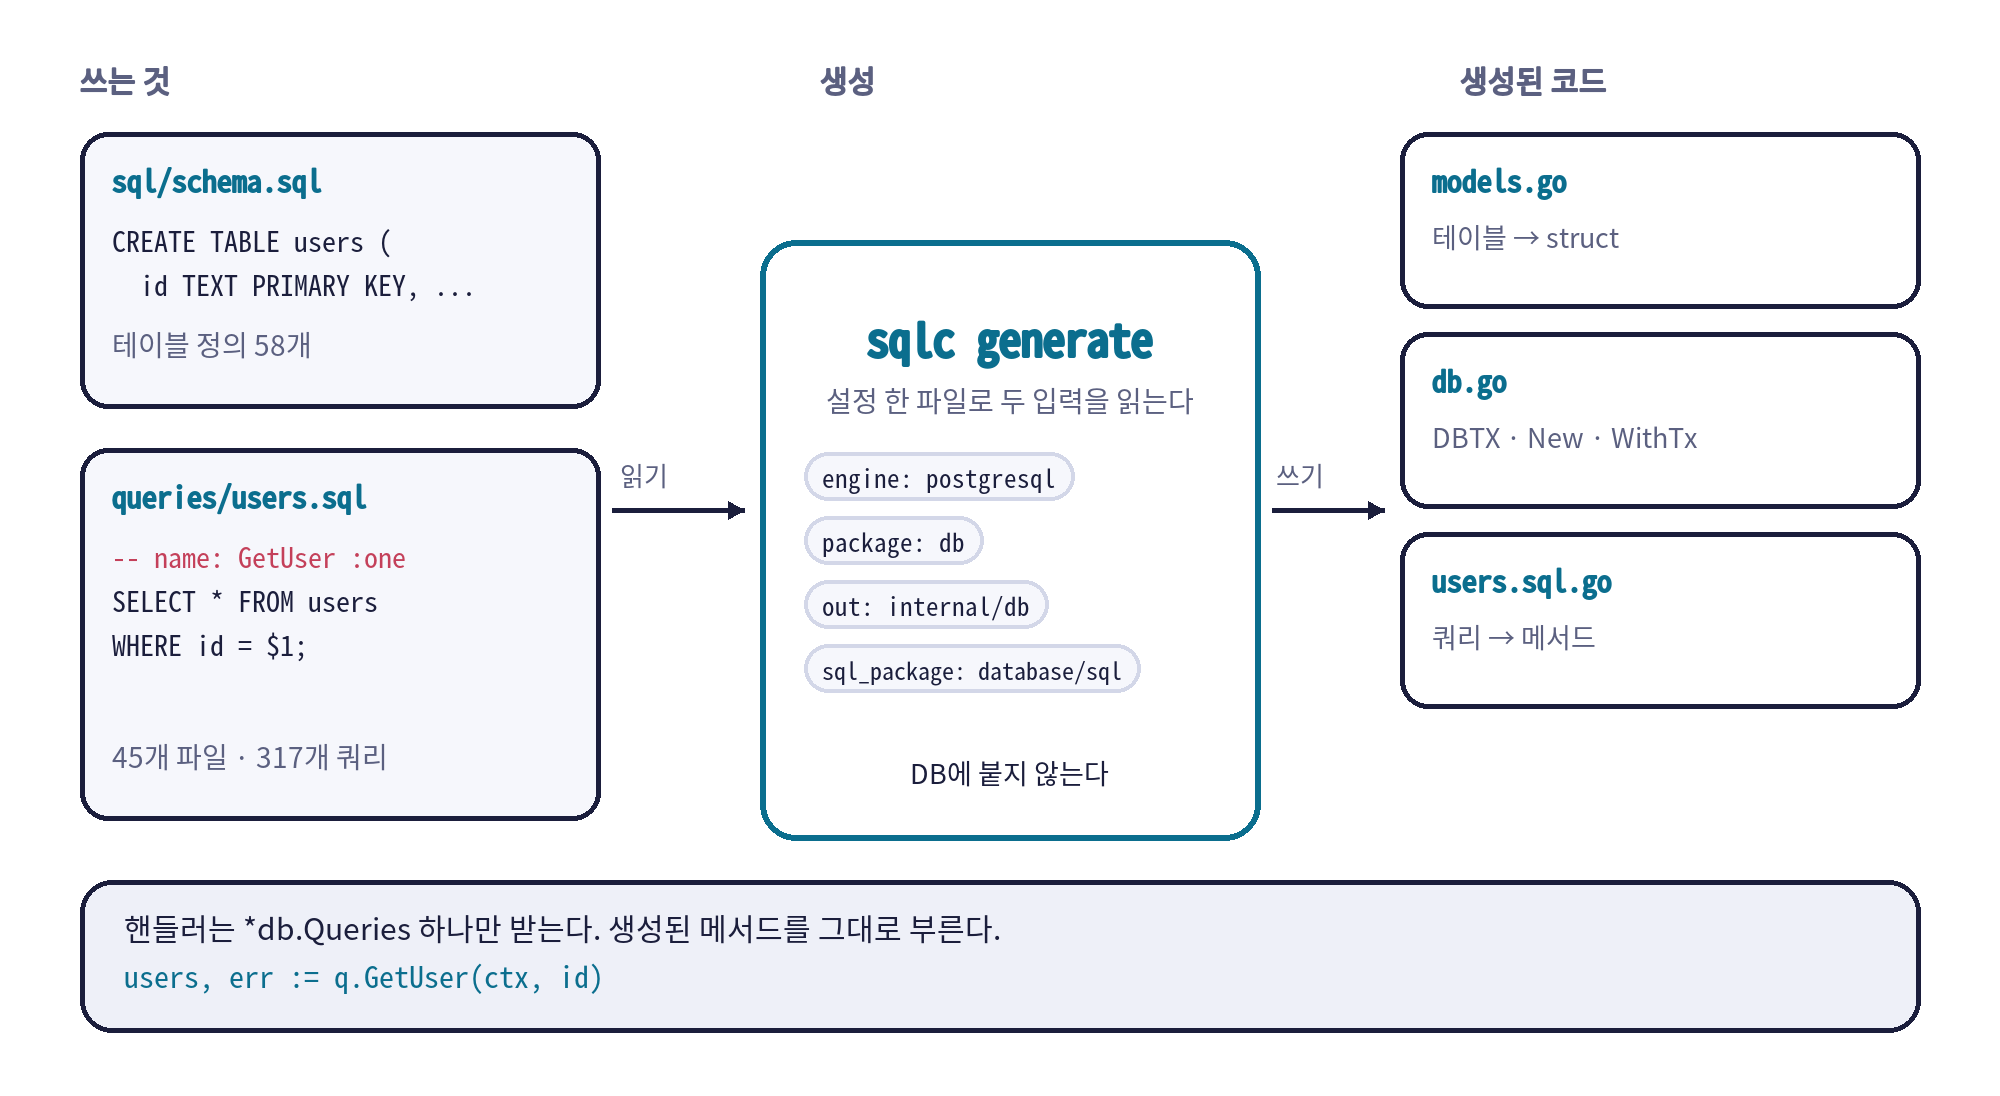 쓰는 것
sql/schema.sql
CREATE TABLE users (
id TEXT PRIMARY KEY, ...
테이블 정의 58개
queries/users.sql
-- name: GetUser :one
SELECT * FROM users
WHERE id = $1;
45개 파일 · 317개 쿼리
읽기
생성
sqlc generate
설정 한 파일로 두 입력을 읽는다
engine: postgresql
package: db
out: internal/db
sql_package: database/sql
DB에 붙지 않는다
쓰기
생성된 코드
models.go
테이블 → struct
db.go
DBTX · New · WithTx
users.sql.go
쿼리 → 메서드
핸들러는 *db.Queries 하나만 받는다. 생성된 메서드를 그대로 부른다.
users, err := q.GetUser(ctx, id)